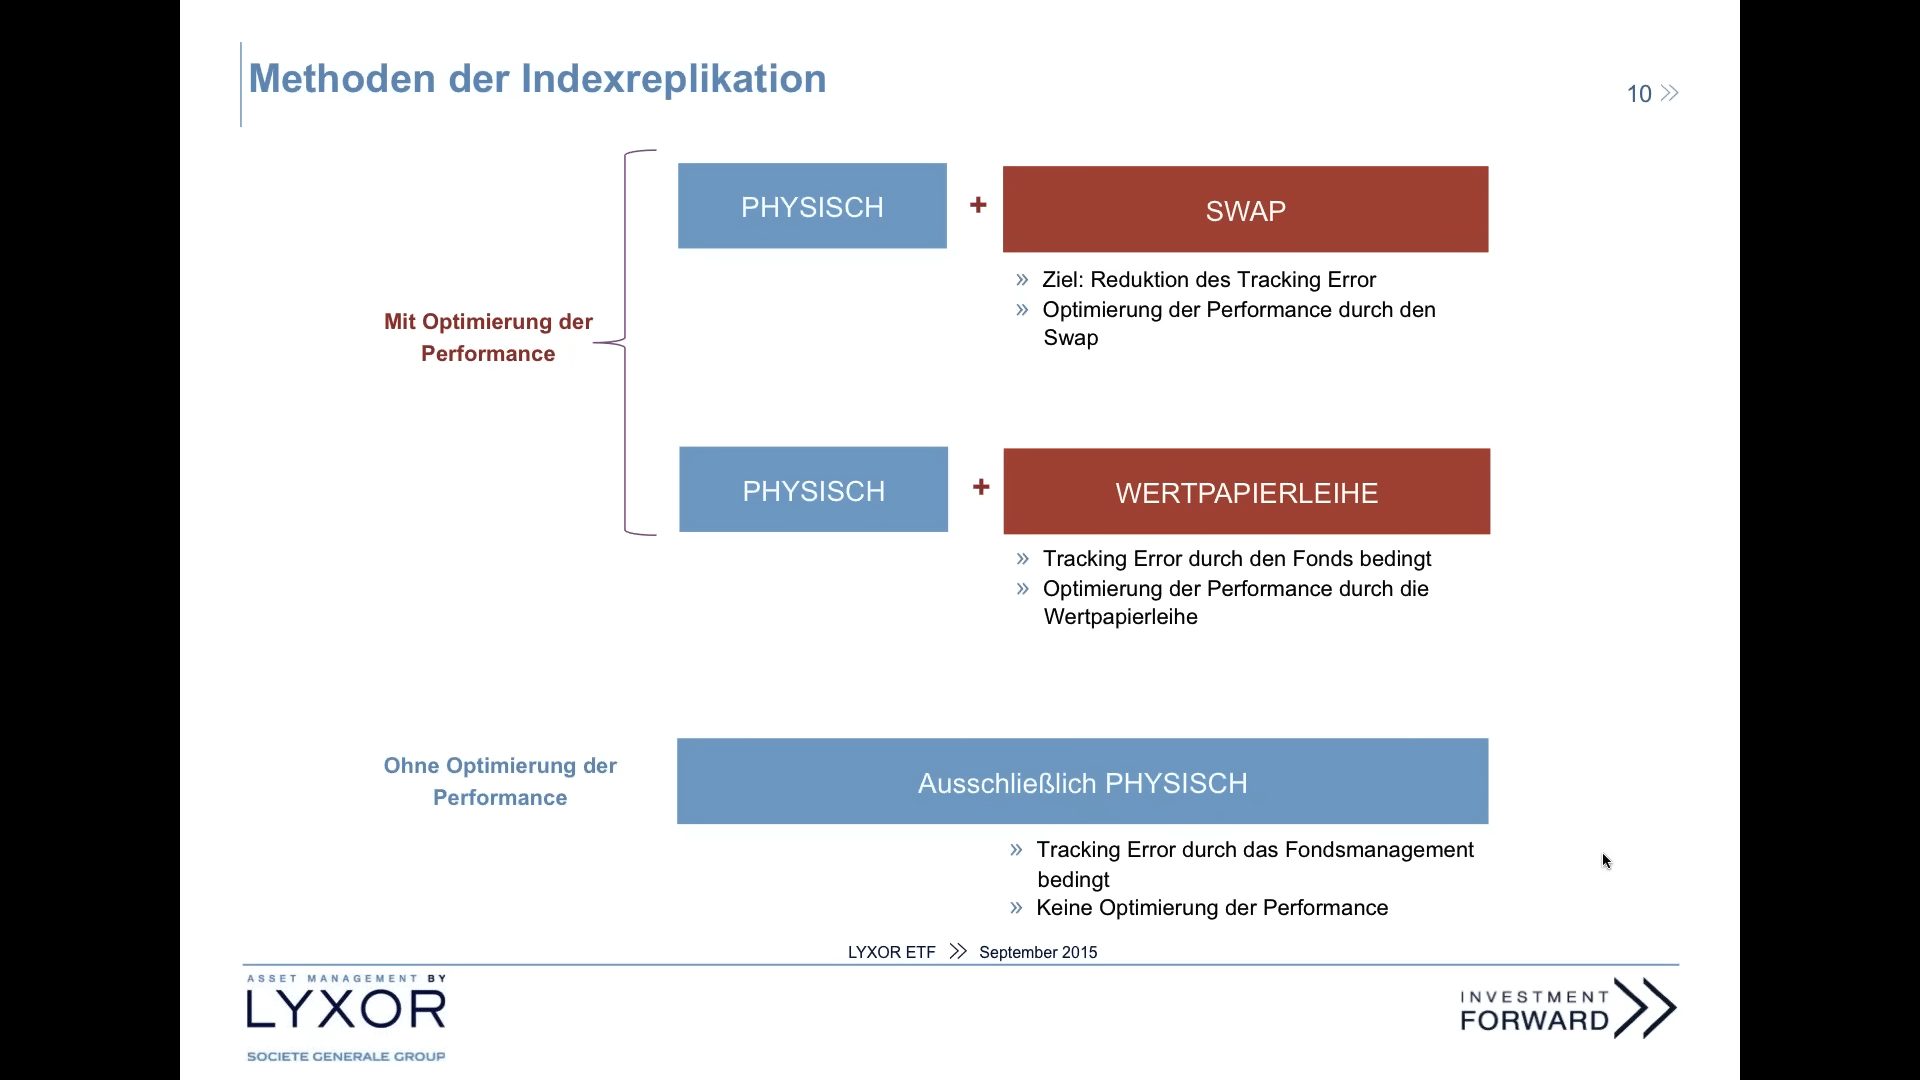 Methoden der Indexreplikation
10
PHYSISCH + SWAP
» Ziel: Reduktion des Tracking Error
» Optimierung der Performance durch den
Swap
Mit Optimierung der
Performance
PHYSISCH + WERTPAPIERLEIHE
» Tracking Error durch den Fonds bedingt
» Optimierung der Performance durch die
Wertpapierleihe
Ohne Optimierung der
Performance
Ausschließlich PHYSISCH
» Tracking Error durch das Fondsmanagement
bedingt
» Keine Optimierung der Performance
LYXOR ETF » September 2015
ASSET MANAGEMENT BY
LYXOR
SOCIETE GENERALE GROUP
INVESTMENT
FORWARD